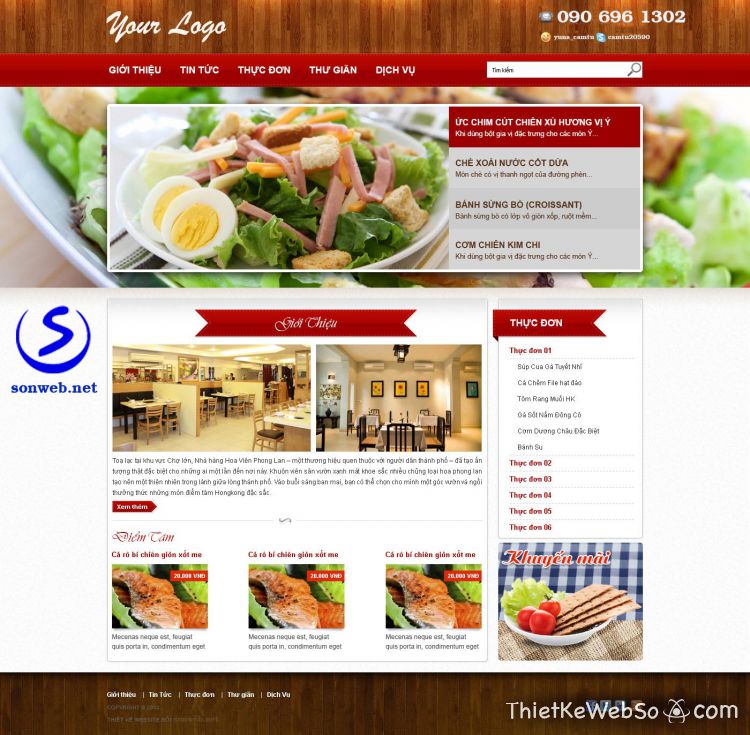 Your Logo
090 696 1302
yuna_camtu camtu20590
GIỚI THIỆU TIN TỨC THỰC ĐƠN THƯ GIÃN DỊCH VỤ
Tìm kiếm
ỨC CHIM CÚT CHIÊN XÙ HƯƠNG VỊ Ý
Khi dùng bột gia vị đặc trưng cho các món Ý...
CHÈ XOÀI NƯỚC CỐT DỪA
Món chè có vị thanh ngọt của đường phèn...
BÁNH SỪNG BÒ (CROISSANT)
Bánh sừng bò có lớp vỏ giòn xốp, ruột mềm...
CƠM CHIÊN KIM CHI
Khi dùng bột gia vị đặc trưng cho các món Ý...
S
sonweb.net
Giới Thiệu
Toạ lạc tại khu vực Chợ lớn, Nhà hàng Hoa Viên Phong Lan – một thương hiệu quen thuộc với người dân thành phố – đã tạo ấn
tượng thật đặc biệt cho những ai một lần đến nơi này. Khuôn viên sân vườn xanh mát khoe sắc nhiều chủng loại hoa phong lan
tạo nên một thiên nhiên trong lành giữa lòng thành phố. Vào buổi sáng ban mai, bạn có thể chọn cho mình một góc vườn và ngồi
thưởng thức những món điểm tâm Hongkong đặc sắc.
Xem thêm
Điểm Tâm
Cá rô bí chiên giòn xốt me
20,000 VNĐ
Mecenas neque est, feugiat
quis porta in, condimentum eget
Cá rô bí chiên giòn xốt me
20,000 VNĐ
Mecenas neque est, feugiat
quis porta in, condimentum eget
Cá rô bí chiên giòn xốt me
20,000 VNĐ
Mecenas neque est, feugiat
quis porta in, condimentum eget
THỰC ĐƠN
Thực đơn 01
Súp Cua Gà Tuyết Nhĩ
Cá Chẽm File hạt đào
Tôm Rang Muối HK
Gà Sốt Nấm Đông Cô
Cơm Dương Châu Đặc Biệt
Bánh Su
Thực đơn 02
Thực đơn 03
Thực đơn 04
Thực đơn 05
Thực đơn 06
Khuyến mãi
Giới thiệu | Tin Tức | Thực đơn | Thư giãn | Dịch Vụ
COPYRIGHT © 2012
THIẾT KẾ WEBSITE BỞI sonweb.net
ThietKeWebSo.com